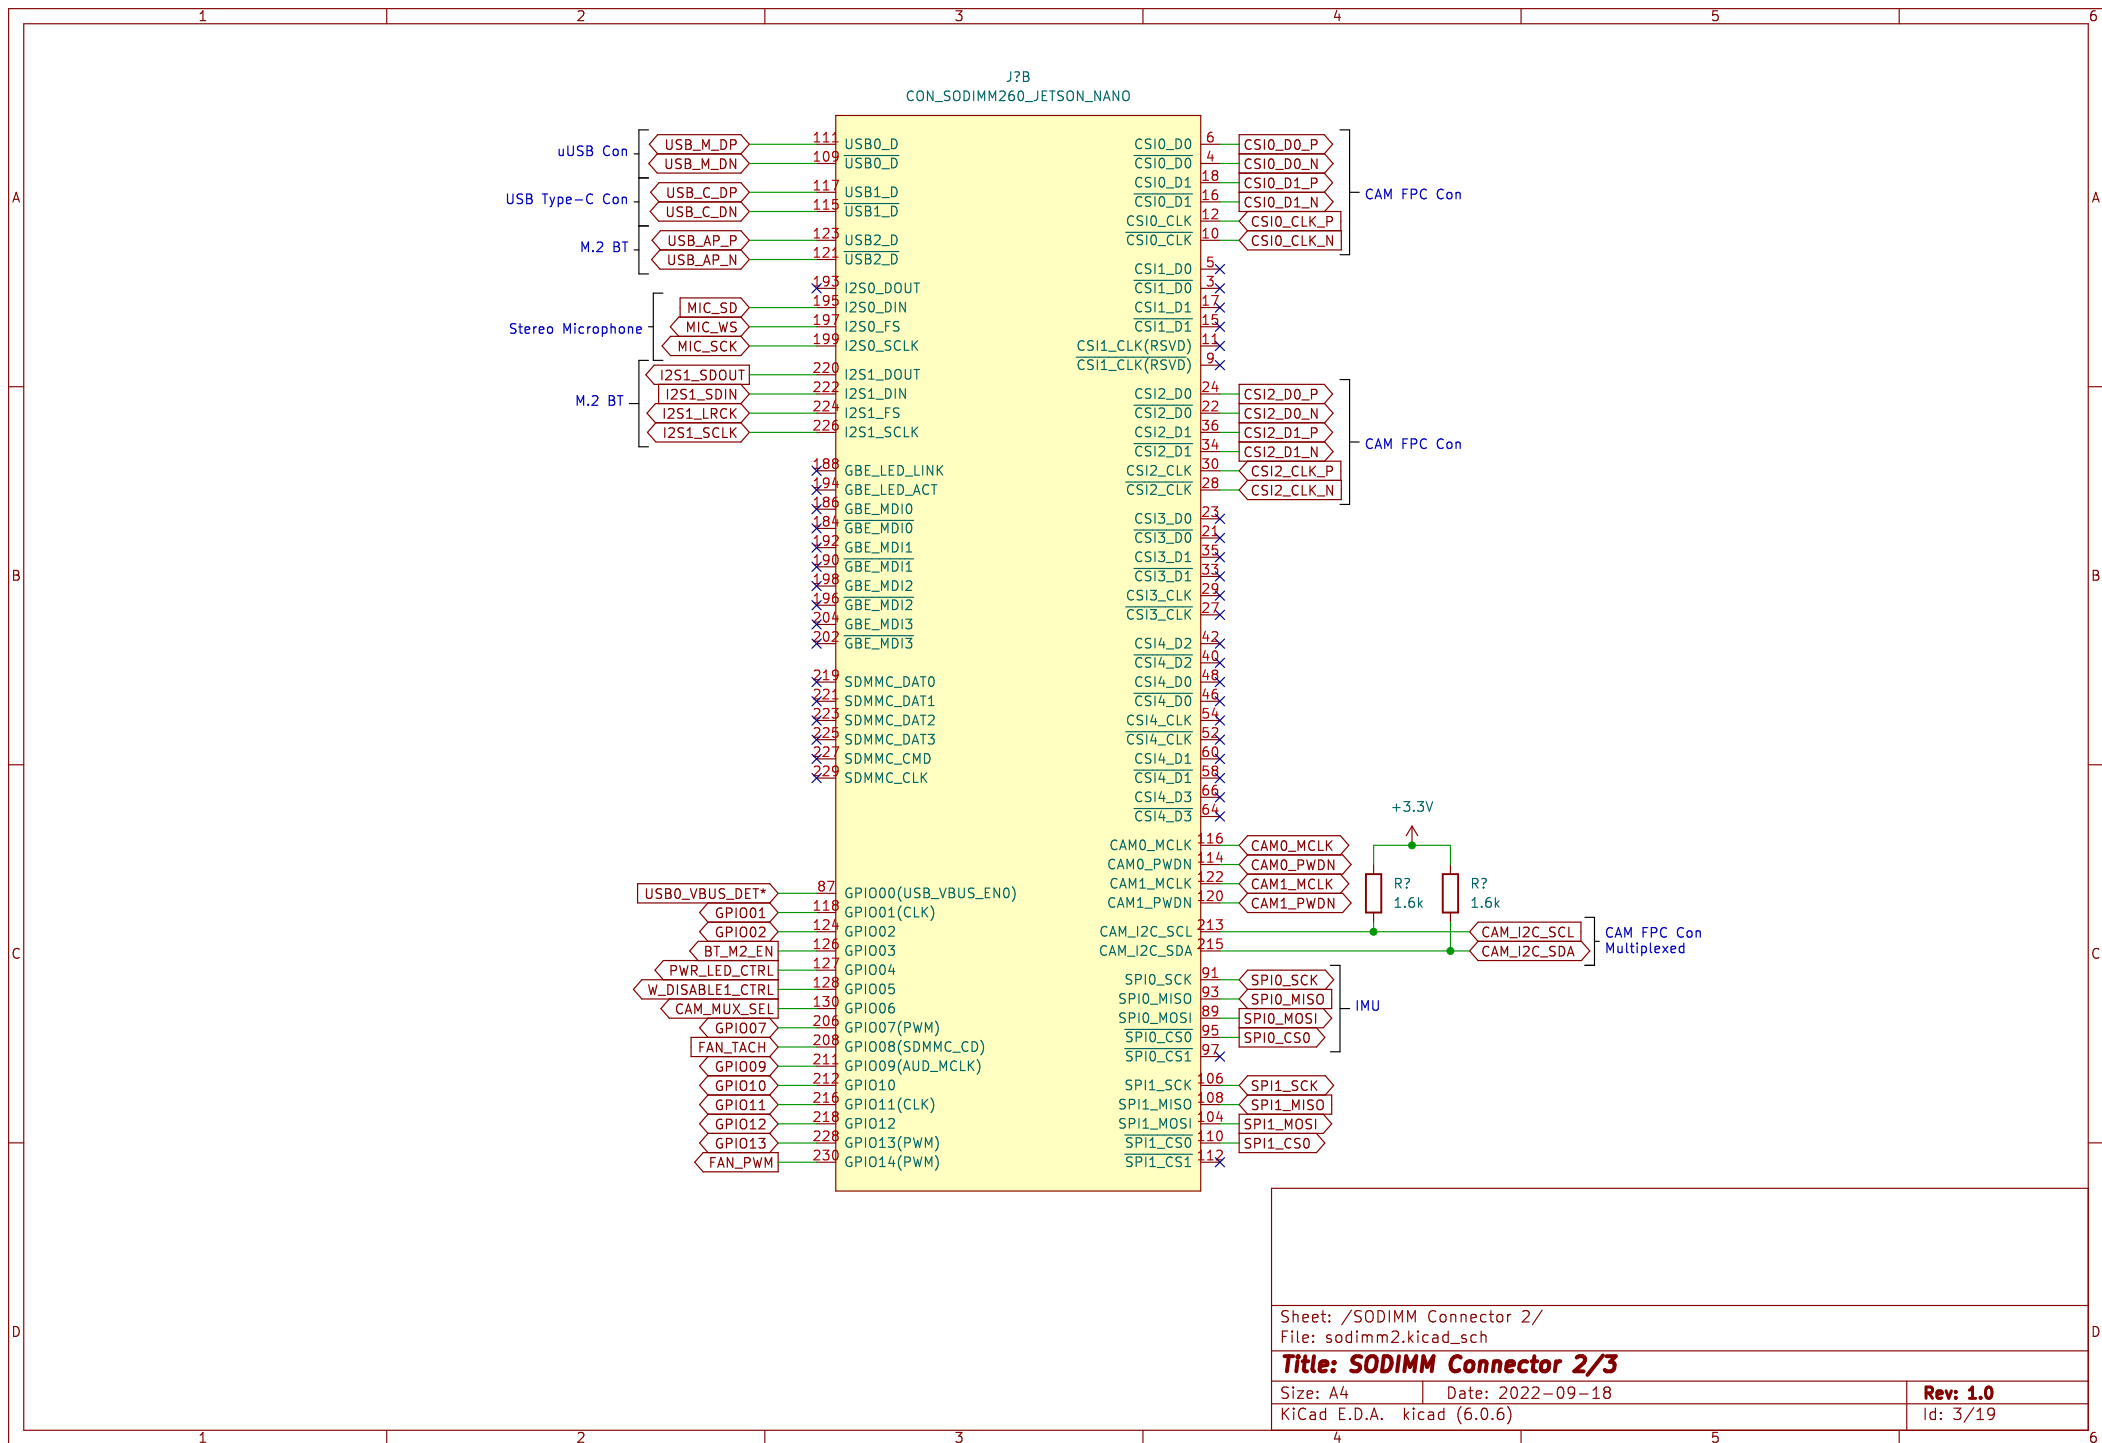 1 2 3 4 5 6
J?B
CON_SODIMM260_JETSON_NANO
uUSB Con
USB_M_DP 111 USB0_D
USB_M_DN 109 USB0_D
USB Type-C Con
USB_C_DP 117 USB1_D
USB_C_DN 115 USB1_D
M.2 BT
USB_AP_P 123 USB2_D
USB_AP_N 121 USB2_D
193 I2S0_DOUT
Stereo Microphone
MIC_SD 195 I2S0_DIN
MIC_WS 197 I2S0_FS
MIC_SCK 199 I2S0_SCLK
M.2 BT
I2S1_SDOUT 220 I2S1_DOUT
I2S1_SDIN 222 I2S1_DIN
I2S1_LRCK 224 I2S1_FS
I2S1_SCLK 226 I2S1_SCLK
188 GBE_LED_LINK
194 GBE_LED_ACT
186 GBE_MDI0
184 GBE_MDI0
192 GBE_MDI1
190 GBE_MDI1
198 GBE_MDI2
196 GBE_MDI2
204 GBE_MDI3
202 GBE_MDI3
219 SDMMC_DAT0
221 SDMMC_DAT1
223 SDMMC_DAT2
225 SDMMC_DAT3
227 SDMMC_CMD
229 SDMMC_CLK
USB0_VBUS_DET* 87 GPIO00(USB_VBUS_EN0)
GPIO01 118 GPIO01(CLK)
GPIO02 124 GPIO02
BT_M2_EN 126 GPIO03
PWR_LED_CTRL 127 GPIO04
W_DISABLE1_CTRL 128 GPIO05
CAM_MUX_SEL 130 GPIO06
GPIO07 206 GPIO07(PWM)
FAN_TACH 208 GPIO08(SDMMC_CD)
GPIO09 211 GPIO09(AUD_MCLK)
GPIO10 212 GPIO10
GPIO11 216 GPIO11(CLK)
GPIO12 218 GPIO12
GPIO13 228 GPIO13(PWM)
FAN_PWM 230 GPIO14(PWM)
CSI0_D0 6 CSI0_D0_P
CSI0_D0 4 CSI0_D0_N
CSI0_D1 18 CSI0_D1_P
CSI0_D1 16 CSI0_D1_N
CSI0_CLK 12 CSI0_CLK_P
CSI0_CLK 10 CSI0_CLK_N
CAM FPC Con
CSI1_D0 5
CSI1_D0 3
CSI1_D1 17
CSI1_D1 15
CSI1_CLK(RSVD) 11
CSI1_CLK(RSVD) 9
CSI2_D0 24 CSI2_D0_P
CSI2_D0 22 CSI2_D0_N
CSI2_D1 36 CSI2_D1_P
CSI2_D1 34 CSI2_D1_N
CSI2_CLK 30 CSI2_CLK_P
CSI2_CLK 28 CSI2_CLK_N
CAM FPC Con
CSI3_D0 23
CSI3_D0 21
CSI3_D1 35
CSI3_D1 33
CSI3_CLK 29
CSI3_CLK 27
CSI4_D2 42
CSI4_D2 40
CSI4_D0 48
CSI4_D0 46
CSI4_CLK 54
CSI4_CLK 52
CSI4_D1 60
CSI4_D1 58
CSI4_D3 66
CSI4_D3 64
CAM0_MCLK 116 CAM0_MCLK
CAM0_PWDN 114 CAM0_PWDN
CAM1_MCLK 122 CAM1_MCLK
CAM1_PWDN 120 CAM1_PWDN
+3.3V
R? R?
1.6k 1.6k
CAM_I2C_SCL 213 CAM_I2C_SCL
CAM_I2C_SDA 215 CAM_I2C_SDA
CAM FPC Con
Multiplexed
SPI0_SCK 91 SPI0_SCK
SPI0_MISO 93 SPI0_MISO
SPI0_MOSI 89 SPI0_MOSI
SPI0_CS0 95 SPI0_CS0
SPI0_CS1 97
IMU
SPI1_SCK 106 SPI1_SCK
SPI1_MISO 108 SPI1_MISO
SPI1_MOSI 104 SPI1_MOSI
SPI1_CS0 110 SPI1_CS0
SPI1_CS1 112
A A
B B
C C
D D
Sheet: /SODIMM Connector 2/
File: sodimm2.kicad_sch
Title: SODIMM Connector 2/3
Size: A4 Date: 2022-09-18 Rev: 1.0
KiCad E.D.A. kicad (6.0.6) Id: 3/19
1 2 3 4 5 6